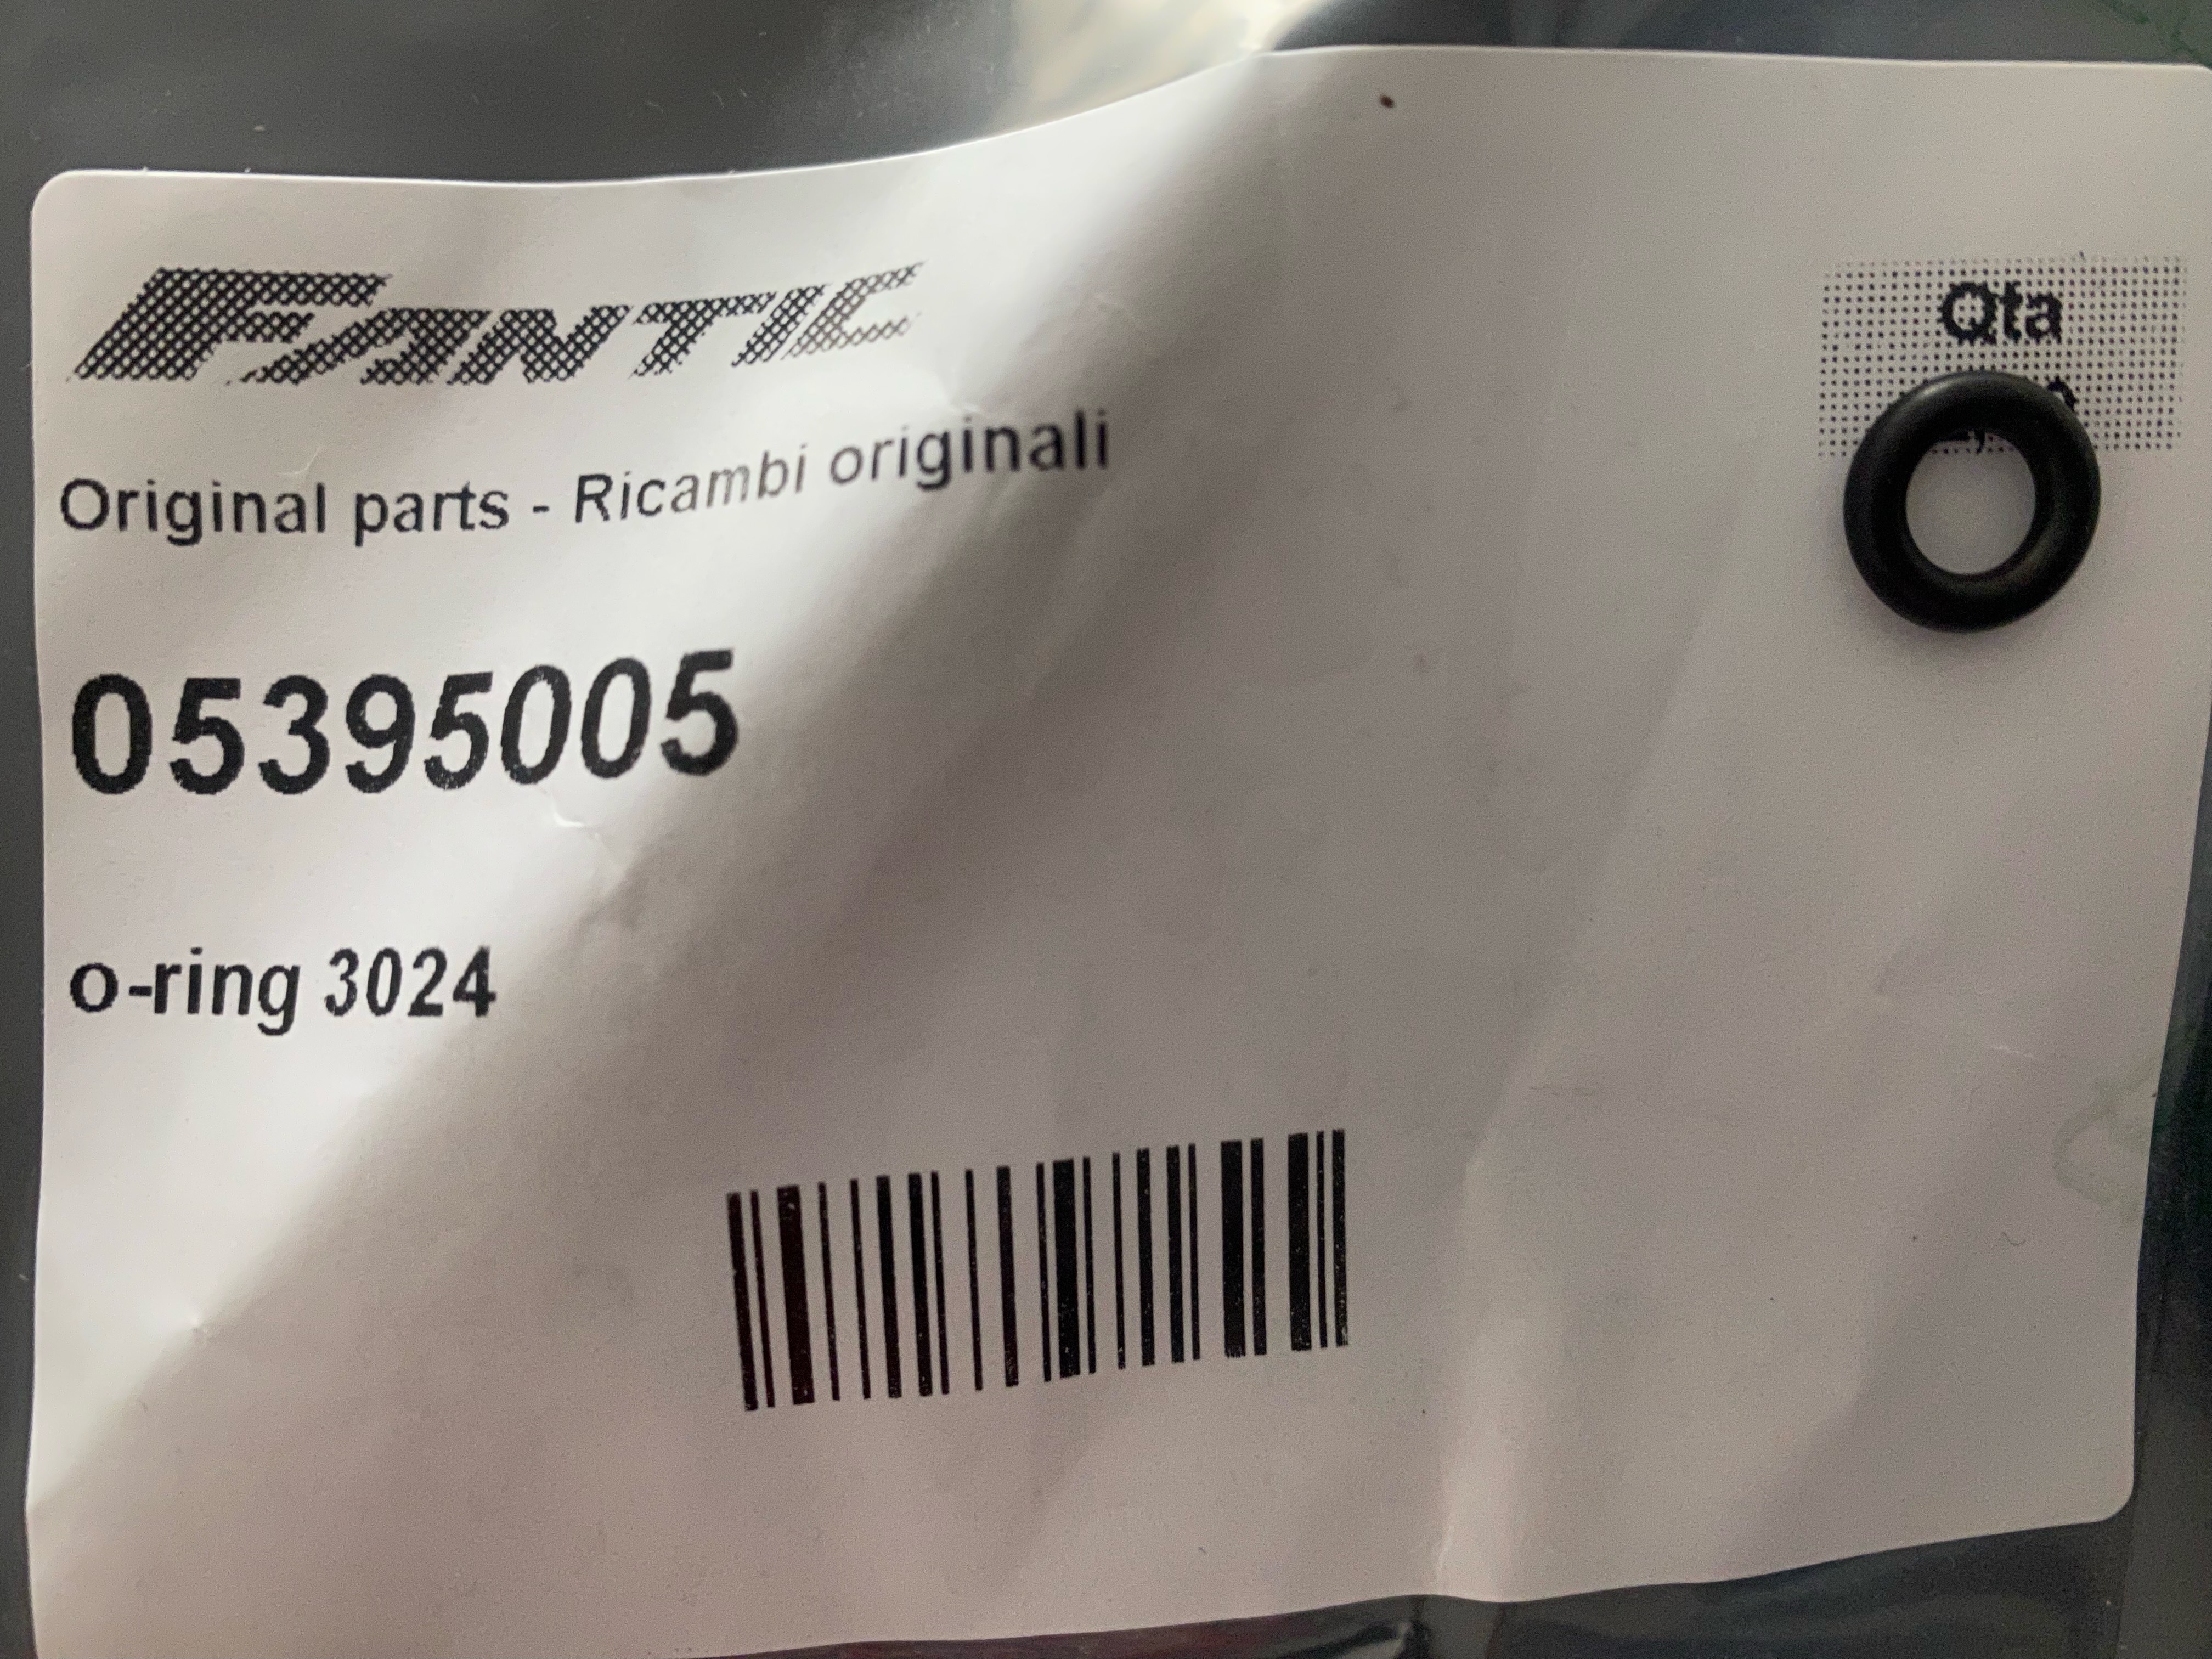 FANTIC
Qta
Original parts - Ricambi originali
05395005
o-ring 3024